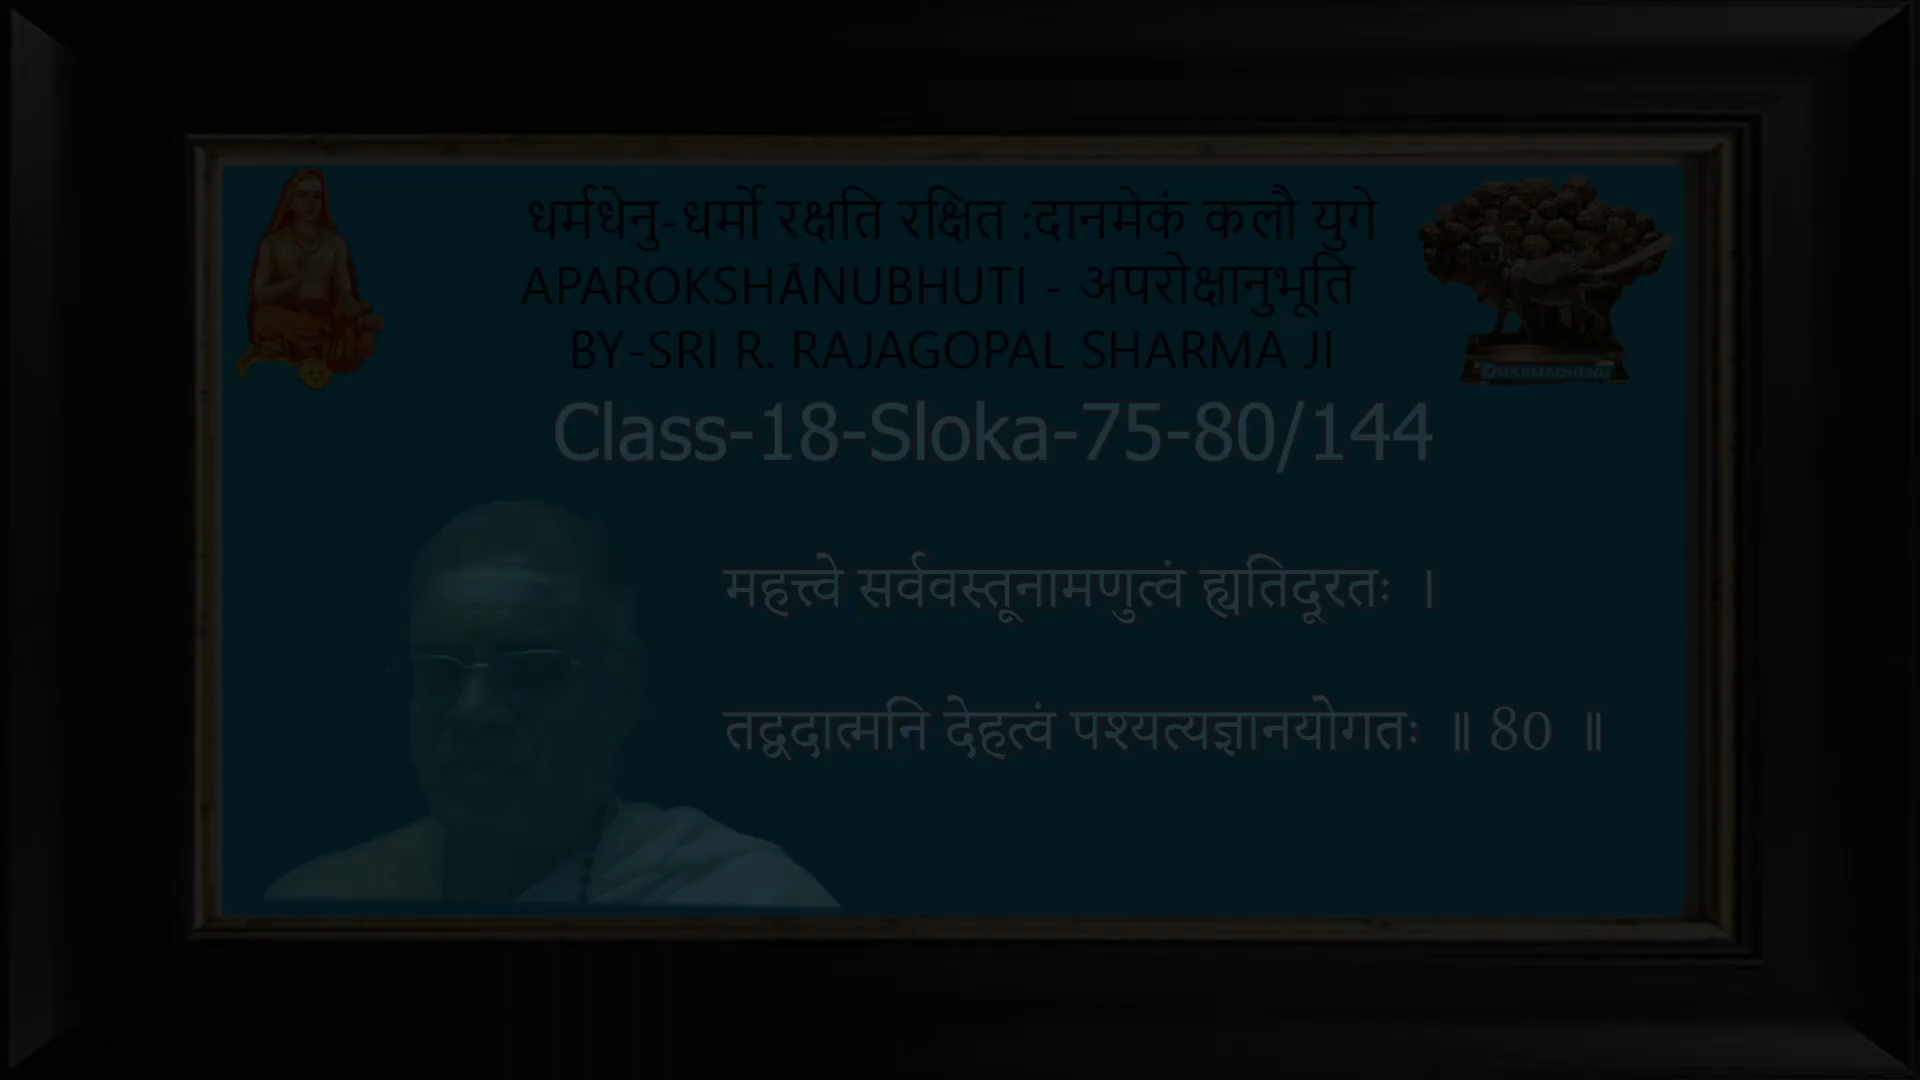 धर्मधेनु-धर्मो रक्षति रक्षित :दानमेकं कलौ युगे
APAROKSHĀNUBHUTI - अपरोक्षानुभूति
BY-SRI R. RAJAGOPAL SHARMA JI
DHARMADHENU
Class-18-Sloka-75-80/144
महत्त्वे सर्ववस्तूनामणुत्वं ह्यतिदूरतः ।
तद्वदात्मनि देहत्वं पश्यत्यज्ञानयोगतः ॥ 80 ॥